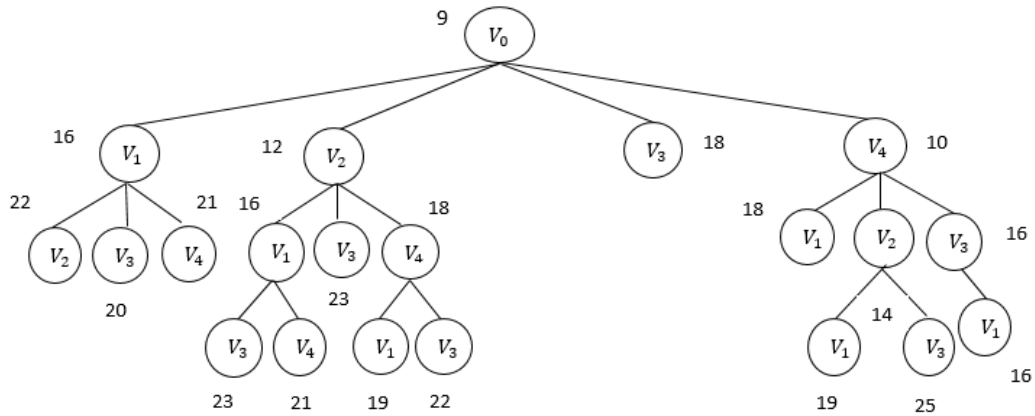 9 V₀
16 V₁ 12 V₂ V₃ 18 V₄ 10
22 21 16 18 18 16
V₂ V₃ V₄ V₁ V₃ V₄ V₁ V₂ V₃
20 23 14
V₃ V₄ V₁ V₃ V₁ V₃ V₁
23 21 19 22 19 25 16